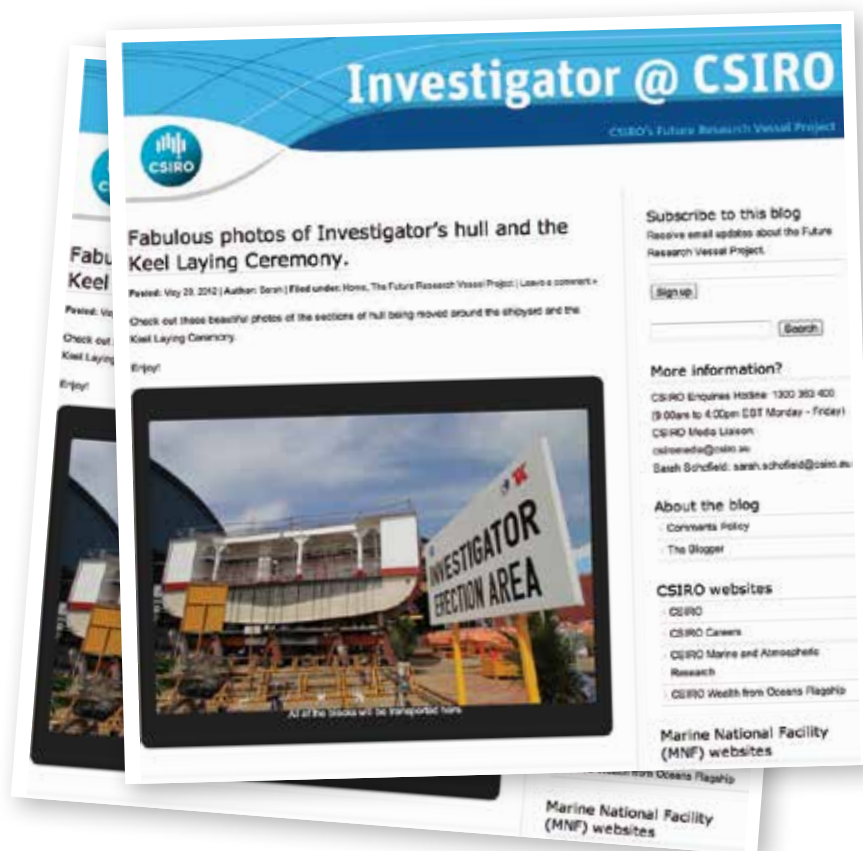 Investigator @ CSIRO
CSIRO's Future Research Vessel Project
CSIRO
Fabulous photos of Investigator's hull and the
Keel Laying Ceremony.
Posted: May 29, 2012 | Author: Sarah | Filed under: Home, The Future Research Vessel Project | Leave a comment »
Check out these beautiful photos of the sections of hull being moved around the shipyard and the
Keel Laying Ceremony.
Enjoy!
INVESTIGATOR
ERECTION AREA
All of the blocks will be transported here
Subscribe to this blog
Receive email updates about the Future
Research Vessel Project.
Sign up
Search
More information?
CSIRO Enquiries Hotline: 1300 363 400
(9:00am to 4:00pm EST Monday - Friday)
CSIRO Media Liaison:
csiromedia@csiro.au
Sarah Schofield: sarah.schofield@csiro.au
About the blog
Comments Policy
The Blogger
CSIRO websites
CSIRO
CSIRO Careers
CSIRO Marine and Atmospheric
Research
CSIRO Wealth from Oceans Flagship
Marine National Facility
(MNF) websites
Fabu
Keel
Posted:
Check out
Keel Laying
Enjoy!
from Oceans Flagship
Marine National Facility
(MNF) websites